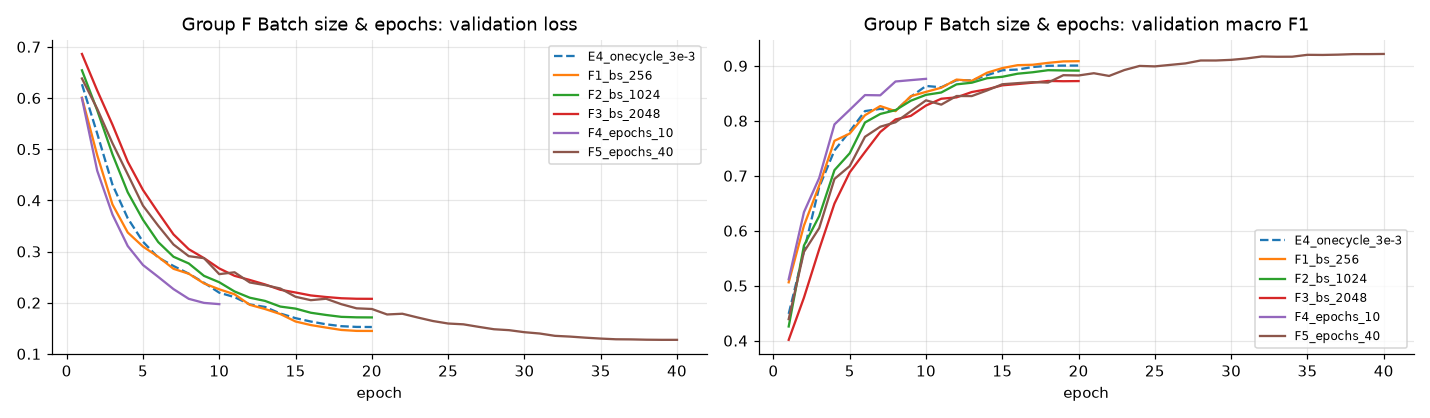 Group F Batch size & epochs: validation loss
0.7
0.6
0.5
0.4
0.3
0.2
0.1
0 5 10 15 20 25 30 35 40
epoch
E4_onecycle_3e-3
F1_bs_256
F2_bs_1024
F3_bs_2048
F4_epochs_10
F5_epochs_40
Group F Batch size & epochs: validation macro F1
0.9
0.8
0.7
0.6
0.5
0.4
0 5 10 15 20 25 30 35 40
epoch
E4_onecycle_3e-3
F1_bs_256
F2_bs_1024
F3_bs_2048
F4_epochs_10
F5_epochs_40